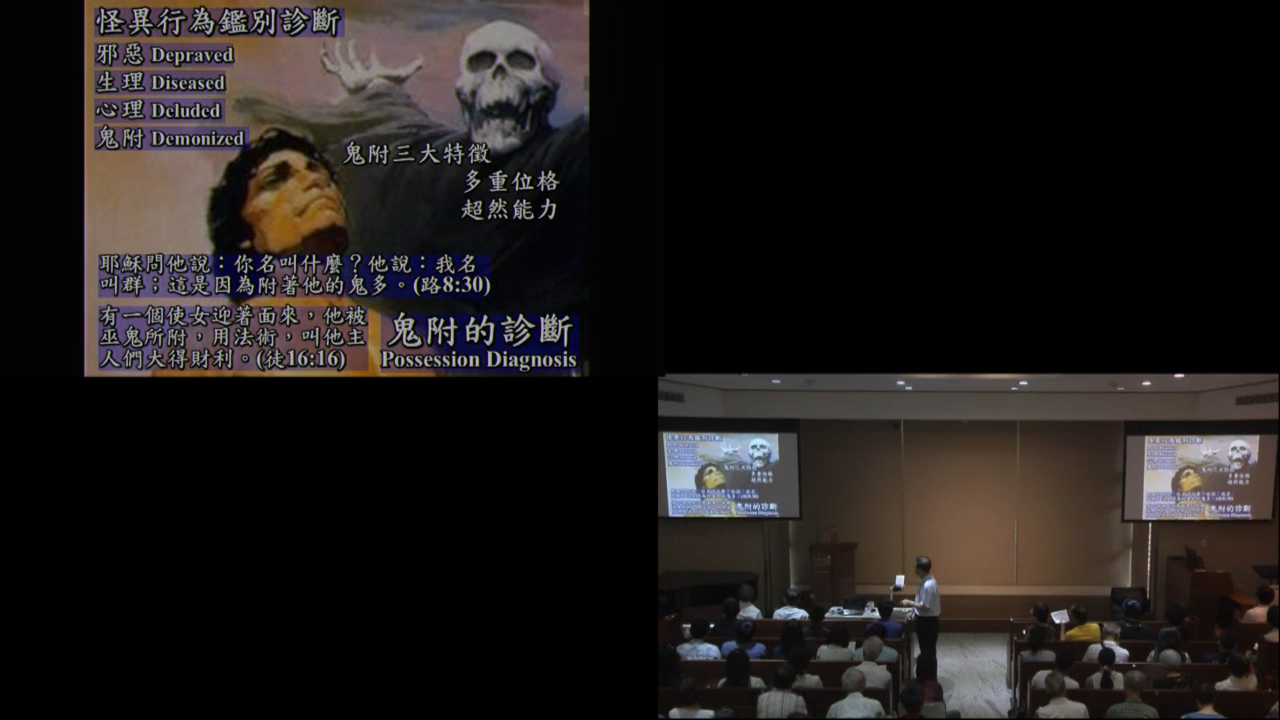 怪異行為鑑別診斷
邪惡 Depraved
生理 Diseased
心理 Deluded
鬼附 Demonized
鬼附三大特徵
多重位格
超然能力
耶穌問他說：你名叫什麼？他說：我名
叫群；這是因為附著他的鬼多。(路8:30)
有一個使女迎著面來，他被
巫鬼所附，用法術，叫他主
人們大得財利。(徒16:16)
鬼附的診斷
Possession Diagnosis